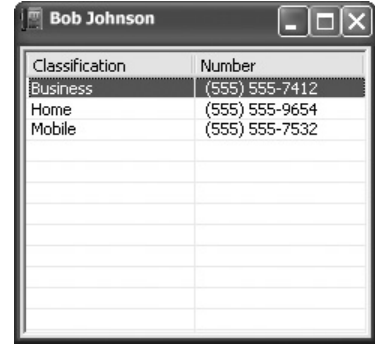 Bob Johnson
Classification Number
Business (555) 555-7412
Home (555) 555-9654
Mobile (555) 555-7532